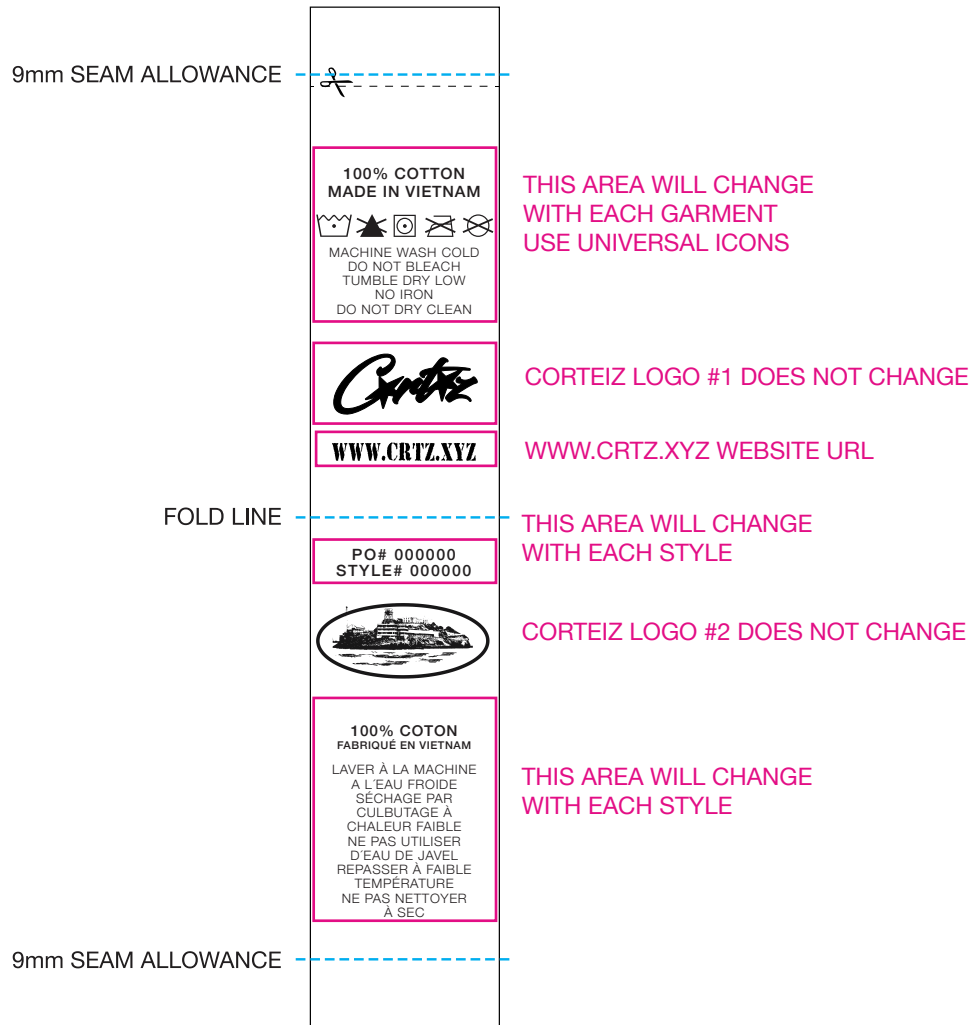 9mm SEAM ALLOWANCE
100% COTTON
MADE IN VIETNAM
MACHINE WASH COLD
DO NOT BLEACH
TUMBLE DRY LOW
NO IRON
DO NOT DRY CLEAN
THIS AREA WILL CHANGE
WITH EACH GARMENT
USE UNIVERSAL ICONS
Crtz
CORTEIZ LOGO #1 DOES NOT CHANGE
WWW.CRTZ.XYZ
WWW.CRTZ.XYZ WEBSITE URL
FOLD LINE
THIS AREA WILL CHANGE
WITH EACH STYLE
PO# 000000
STYLE# 000000
CORTEIZ LOGO #2 DOES NOT CHANGE
100% COTON
FABRIQUÉ EN VIETNAM
LAVER À LA MACHINE
A L´EAU FROIDE
SÉCHAGE PAR
CULBUTAGE À
CHALEUR FAIBLE
NE PAS UTILISER
D´EAU DE JAVEL
REPASSER À FAIBLE
TEMPÉRATURE
NE PAS NETTOYER
À SEC
THIS AREA WILL CHANGE
WITH EACH STYLE
9mm SEAM ALLOWANCE